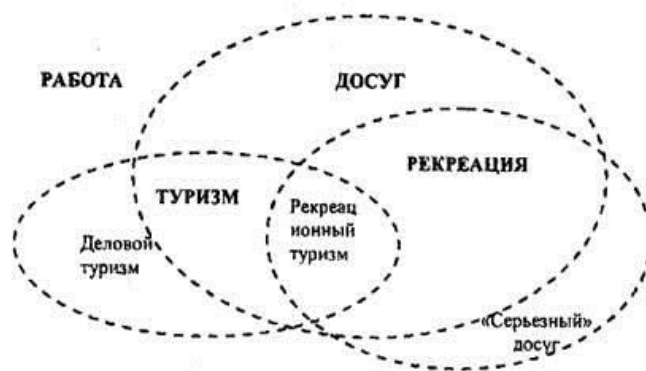 РАБОТА
ДОСУГ
РЕКРЕАЦИЯ
ТУРИЗМ
Рекреац
ионный
туризм
Деловой
туризм
«Серьезный»
досуг